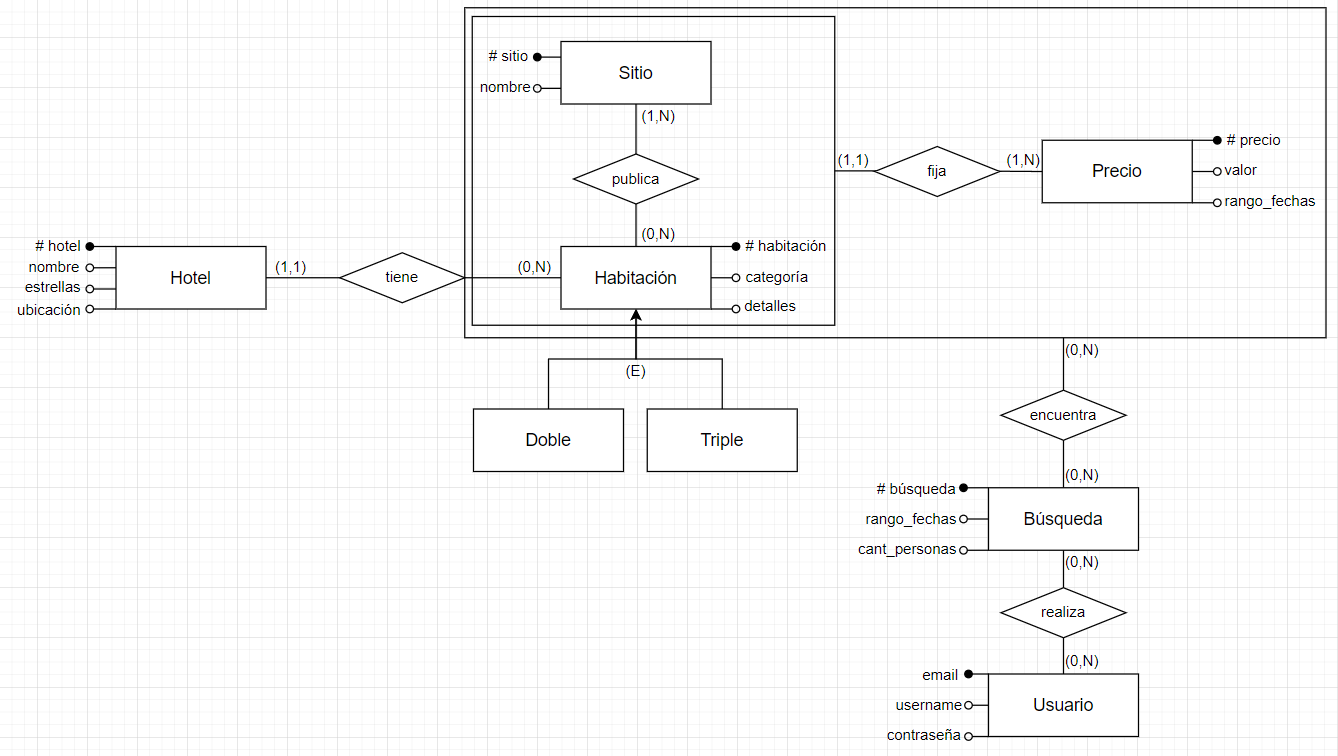 # sitio
nombre
Sitio
(1,N)
publica
(0,N)
(1,1)
fija
(1,N)
Precio
# precio
valor
rango_fechas
# hotel
nombre
estrellas
ubicación
Hotel
(1,1)
tiene
(0,N)
Habitación
# habitación
categoría
detalles
(E)
Doble
Triple
(0,N)
encuentra
(0,N)
# búsqueda
rango_fechas
cant_personas
Búsqueda
(0,N)
realiza
(0,N)
email
username
contraseña
Usuario